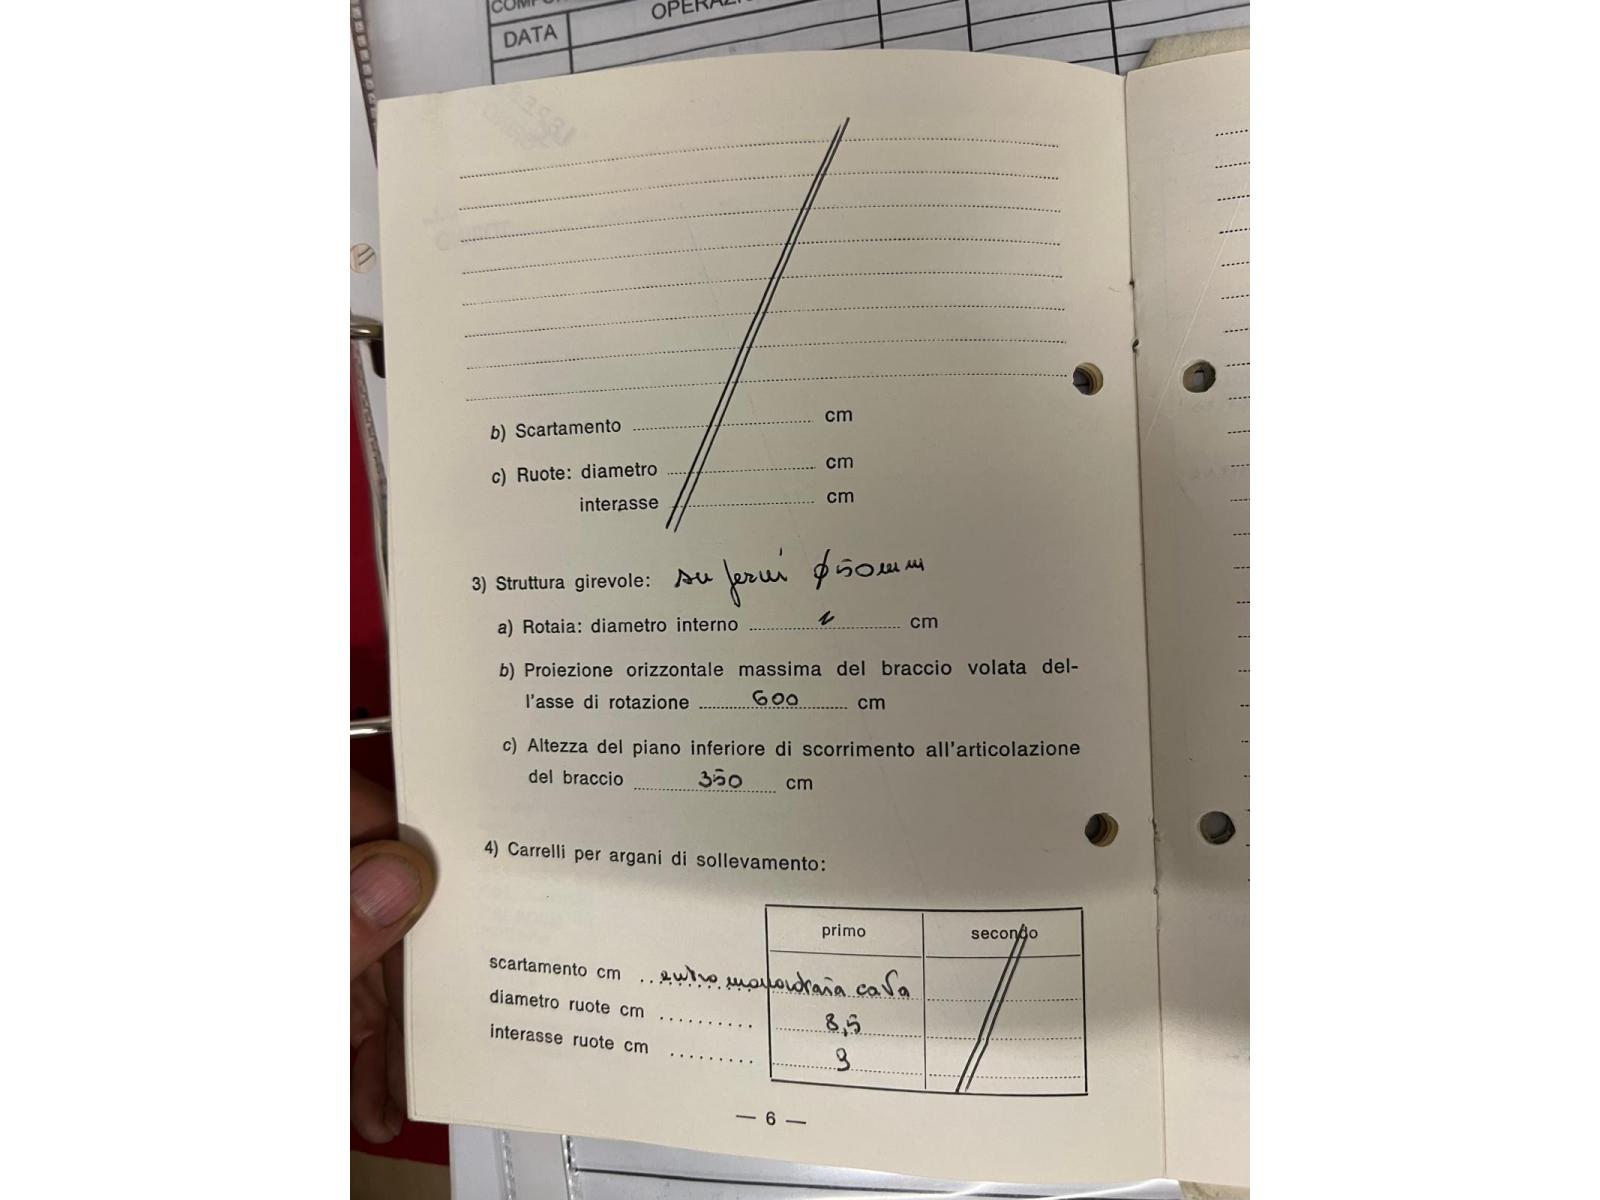 DATA
b) Scartamento cm
c) Ruote: diametro cm
interasse cm
3) Struttura girevole: su perni φ 50mm
a) Rotaia: diametro interno cm
b) Proiezione orizzontale massima del braccio volata del-
l'asse di rotazione 600 cm
c) Altezza del piano inferiore di scorrimento all'articolazione
del braccio 350 cm
4) Carrelli per argani di sollevamento:
primo secondo
scartamento cm entro monorotaia cava
diametro ruote cm 8,5
interasse ruote cm 9
— 6 —